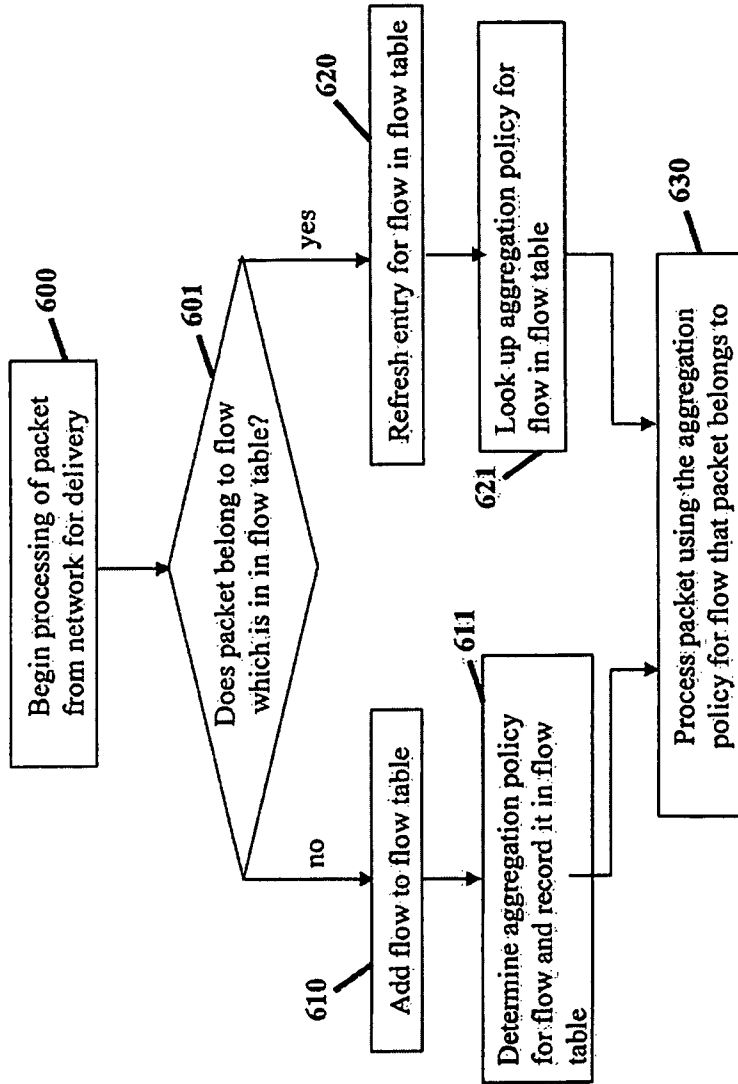 600
Begin processing of packet
from network for delivery
601
Does packet belong to flow
which is in in flow table?
no
yes
610
Add flow to flow table
620
Refresh entry for flow in flow table
611
Determine aggregation policy
for flow and record it in flow
table
621
Look up aggregation policy for
flow in flow table
630
Process packet using the aggregation
policy for flow that packet belongs to